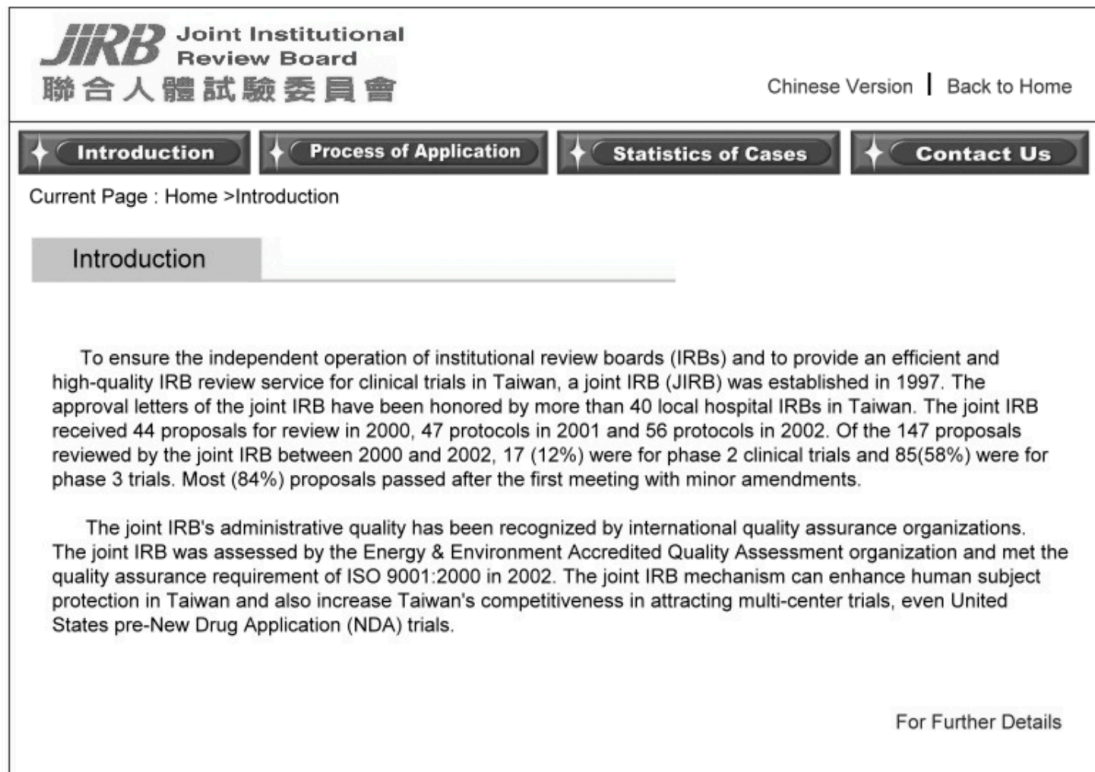 JIRB Joint Institutional
Review Board
聯合人體試驗委員會
Chinese Version | Back to Home
Introduction Process of Application Statistics of Cases Contact Us
Current Page : Home >Introduction
Introduction
To ensure the independent operation of institutional review boards (IRBs) and to provide an efficient and
high-quality IRB review service for clinical trials in Taiwan, a joint IRB (JIRB) was established in 1997. The
approval letters of the joint IRB have been honored by more than 40 local hospital IRBs in Taiwan. The joint IRB
received 44 proposals for review in 2000, 47 protocols in 2001 and 56 protocols in 2002. Of the 147 proposals
reviewed by the joint IRB between 2000 and 2002, 17 (12%) were for phase 2 clinical trials and 85(58%) were for
phase 3 trials. Most (84%) proposals passed after the first meeting with minor amendments.
The joint IRB's administrative quality has been recognized by international quality assurance organizations.
The joint IRB was assessed by the Energy & Environment Accredited Quality Assessment organization and met the
quality assurance requirement of ISO 9001:2000 in 2002. The joint IRB mechanism can enhance human subject
protection in Taiwan and also increase Taiwan's competitiveness in attracting multi-center trials, even United
States pre-New Drug Application (NDA) trials.
For Further Details